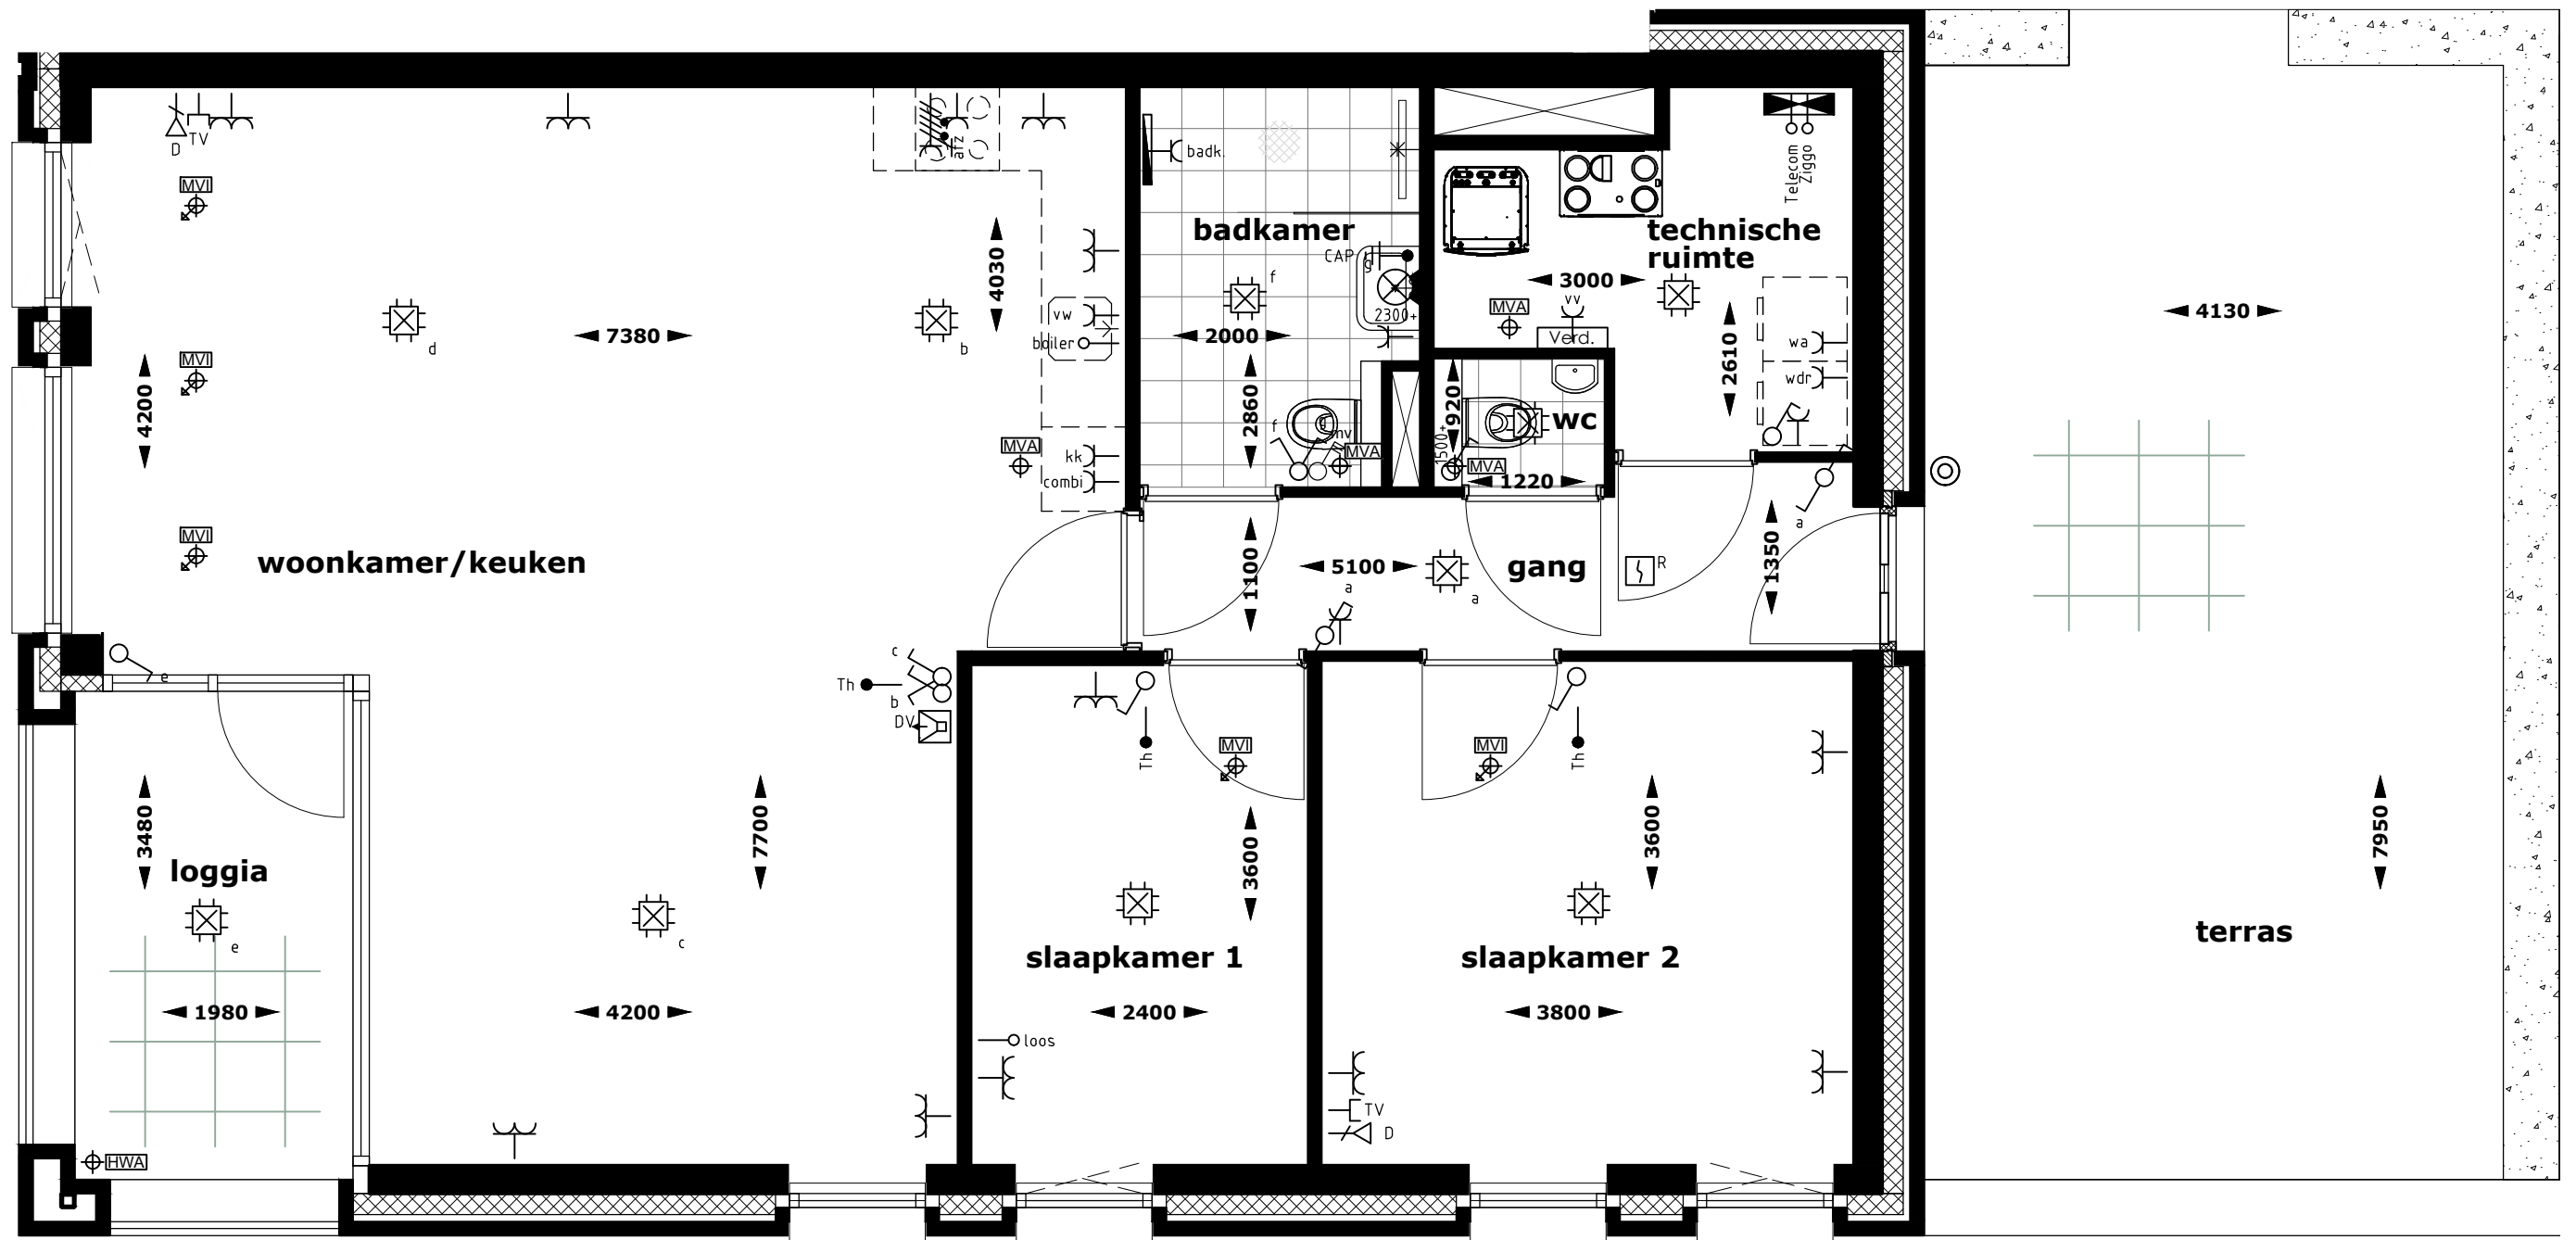 D
TV
MVI
d
7380
4200
MVI
MVI
woonkamer/keuken
afz
4030
b
vw
boiler
MVA
kk
combi
badk.
badkamer
CAP
g
f
2300+
2000
2860
f
g
mv
MVA
Telecom
Ziggo
technische
ruimte
3000
vv
MVA
Verd.
2610
wa
wdr
920
wc
1500+
MVA
1220
4130
1100
5100
a
a
gang
R
1350
a
e
c
Th
b
DV
Th
MVI
MVI
Th
3480
loggia
e
1980
HWA
7700
c
4200
3600
slaapkamer 1
2400
loos
3600
slaapkamer 2
3800
TV
D
7950
terras